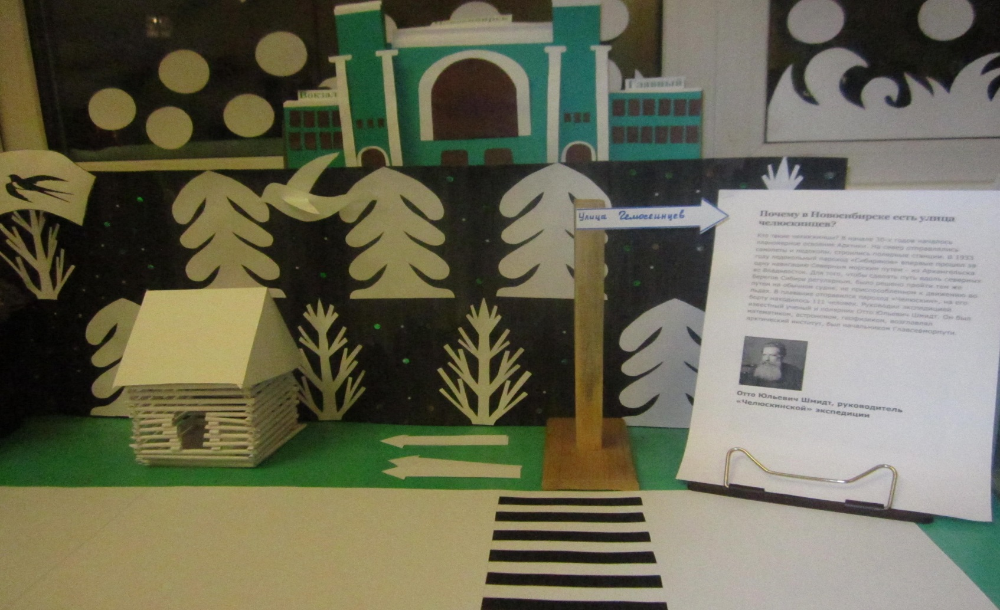 Новосибирск
Вокзал
Главный
Улица Челюскинцев
Почему в Новосибирске есть улица
челюскинцев?
Кто такие челюскинцы? В начале 30-х годов началось
планомерное освоение Арктики. На север отправлялись
самолеты и ледоколы, строились полярные станции. В 1933
году ледокольный пароход «Сибиряков» впервые прошел за
одну навигацию Северным морским путем - из Архангельска
во Владивосток. Для того, чтобы сделать путь вдоль северных
берегов Сибири регулярным, было решено пройти тем же
путем на обычном судне, не приспособленном к движению во
льдах. В плавание отправился пароход «Челюскин», на его
борту находилось 111 человек. Руководил экспедицией
известный ученый и полярник Отто Юльевич Шмидт. Он был
математиком, астрономом, геофизиком, возглавлял
арктический институт, был начальником Главсевморпути.
Отто Юльевич Шмидт, руководитель
«Челюскинской» экспедиции